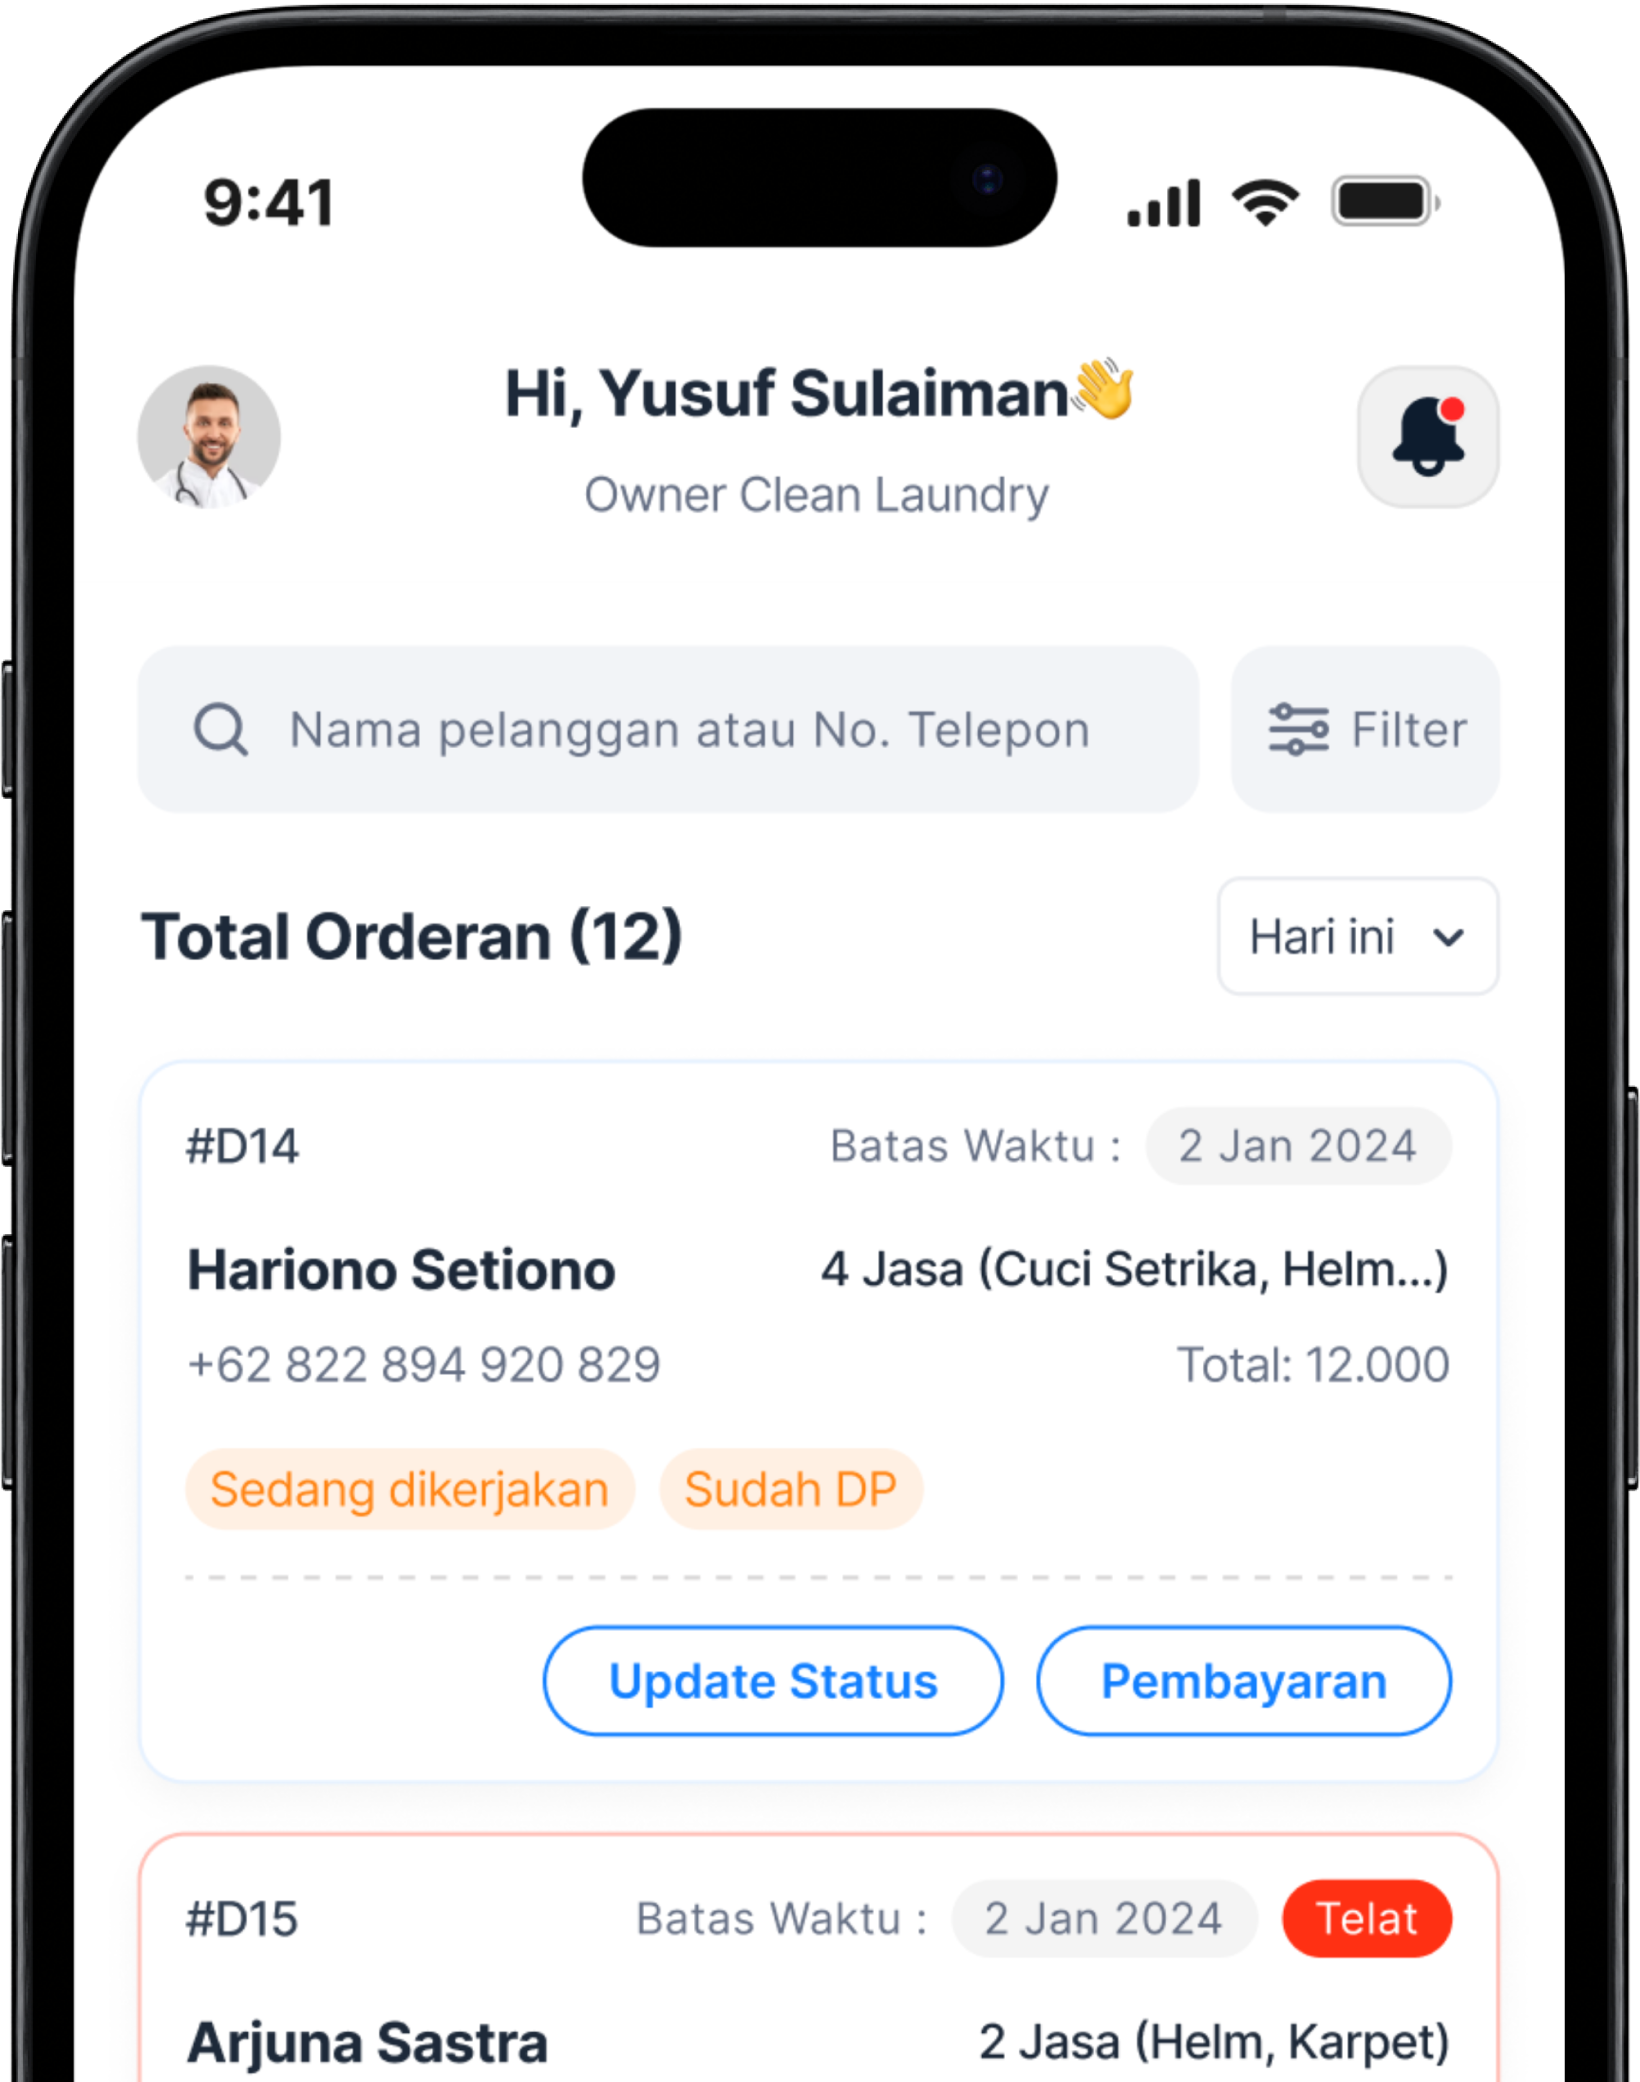 9:41
Hi, Yusuf Sulaiman👋
Owner Clean Laundry
Nama pelanggan atau No. Telepon
Filter
Total Orderan (12)
Hari ini
#D14
Batas Waktu : 2 Jan 2024
Hariono Setiono
4 Jasa (Cuci Setrika, Helm...)
+62 822 894 920 829
Total: 12.000
Sedang dikerjakan
Sudah DP
Update Status
Pembayaran
#D15
Batas Waktu : 2 Jan 2024
Telat
Arjuna Sastra
2 Jasa (Helm, Karpet)